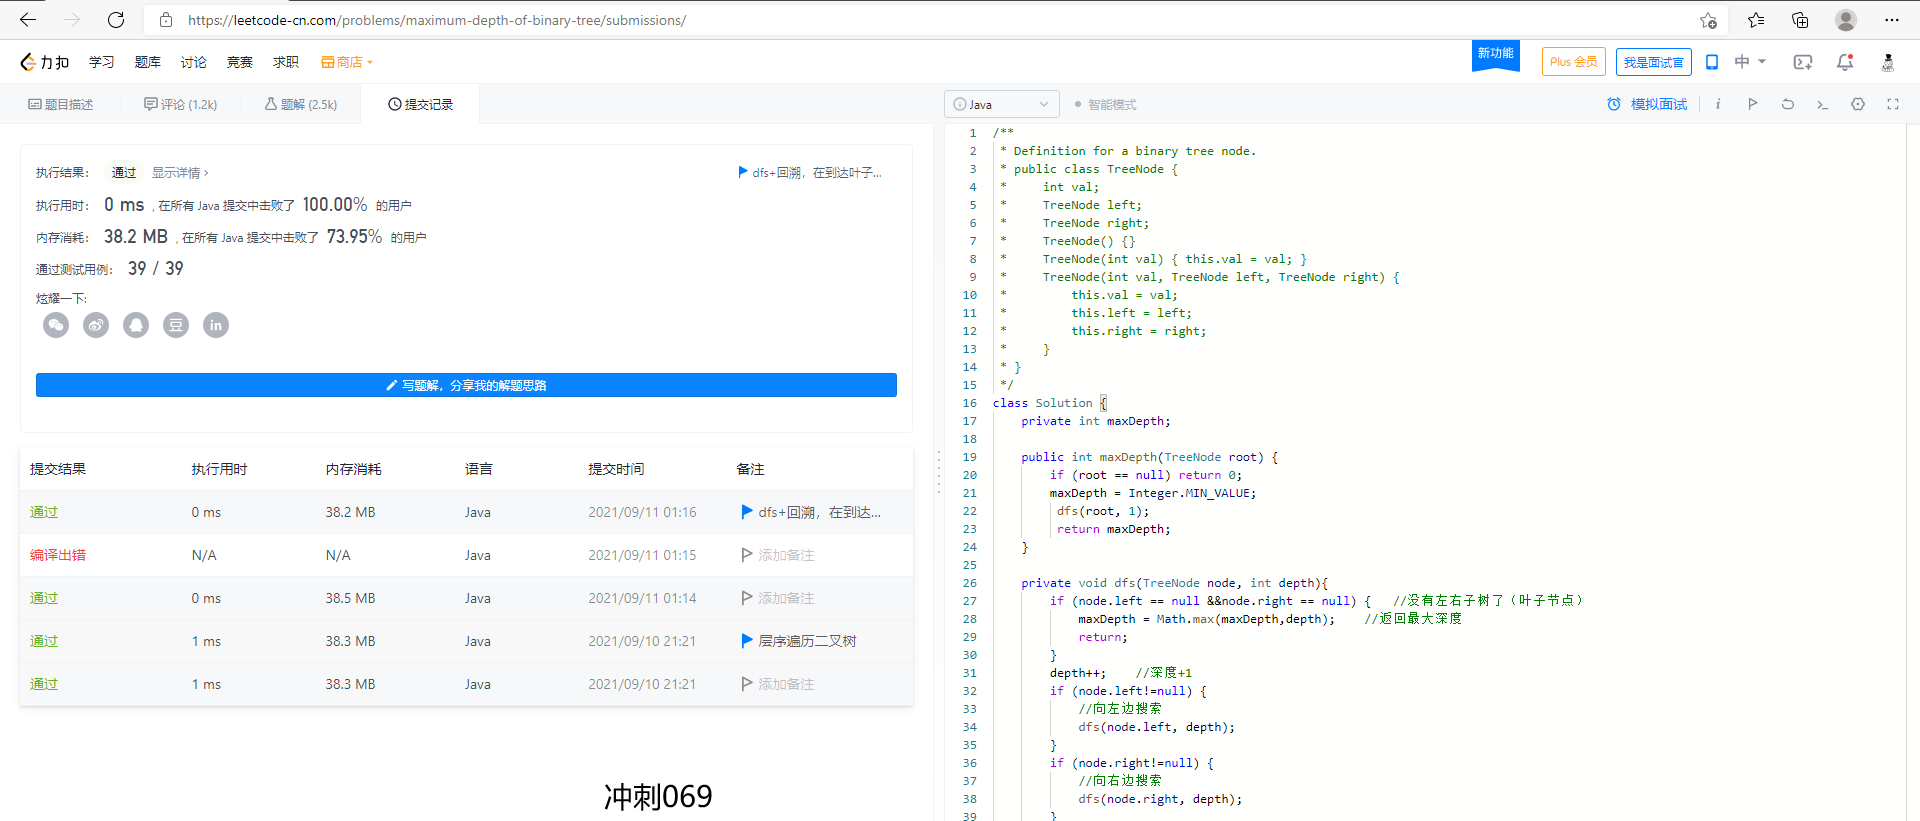 https://leetcode-cn.com/problems/maximum-depth-of-binary-tree/submissions/
力扣 学习 题库 讨论 竞赛 求职 商店 新功能 Plus 会员 我是面试官 中
题目描述 评论 (1.2k) 题解 (2.5k) 提交记录
执行结果: 通过 显示详情 › dfs+回溯，在到达叶子...
执行用时: 0 ms , 在所有 Java 提交中击败了 100.00% 的用户
内存消耗: 38.2 MB , 在所有 Java 提交中击败了 73.95% 的用户
通过测试用例: 39 / 39
炫耀一下:
豆 in
写题解，分享我的解题思路
提交结果 执行用时 内存消耗 语言 提交时间 备注
通过 0 ms 38.2 MB Java 2021/09/11 01:16 dfs+回溯，在到达...
编译出错 N/A N/A Java 2021/09/11 01:15 添加备注
通过 0 ms 38.5 MB Java 2021/09/11 01:14 添加备注
通过 1 ms 38.3 MB Java 2021/09/10 21:21 层序遍历二叉树
通过 1 ms 38.3 MB Java 2021/09/10 21:21 添加备注
冲刺069
Java 智能模式 模拟面试
1 /**
2 * Definition for a binary tree node.
3 * public class TreeNode {
4 * int val;
5 * TreeNode left;
6 * TreeNode right;
7 * TreeNode() {}
8 * TreeNode(int val) { this.val = val; }
9 * TreeNode(int val, TreeNode left, TreeNode right) {
10 * this.val = val;
11 * this.left = left;
12 * this.right = right;
13 * }
14 * }
15 */
16 class Solution {
17 private int maxDepth;
18
19 public int maxDepth(TreeNode root) {
20 if (root == null) return 0;
21 maxDepth = Integer.MIN_VALUE;
22 dfs(root, 1);
23 return maxDepth;
24 }
25
26 private void dfs(TreeNode node, int depth){
27 if (node.left == null &&node.right == null) { //没有左右子树了（叶子节点）
28 maxDepth = Math.max(maxDepth,depth); //返回最大深度
29 return;
30 }
31 depth++; //深度+1
32 if (node.left!=null) {
33 //向左边搜索
34 dfs(node.left, depth);
35 }
36 if (node.right!=null) {
37 //向右边搜索
38 dfs(node.right, depth);
39 }